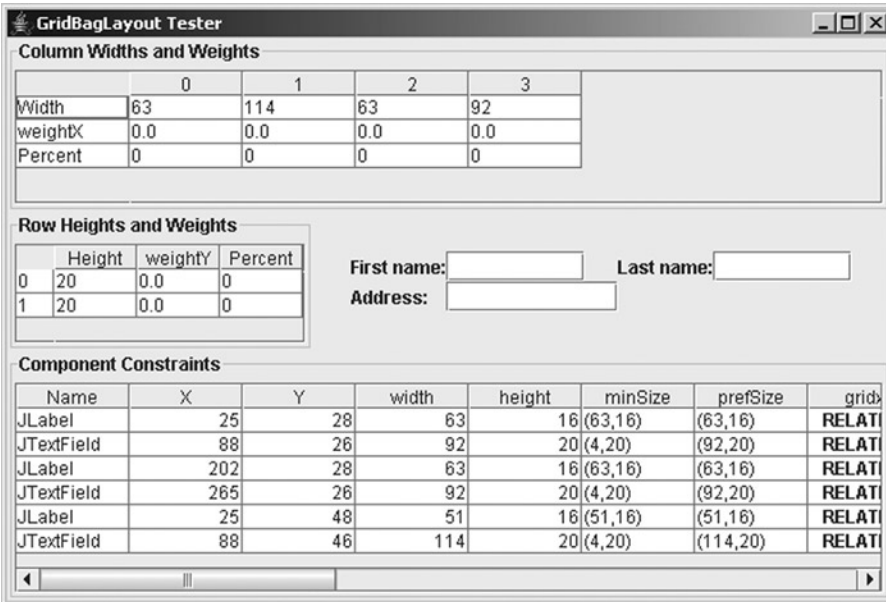 GridBagLayout Tester
Column Widths and Weights
0 1 2 3
Width 63 114 63 92
weightX 0.0 0.0 0.0 0.0
Percent 0 0 0 0
Row Heights and Weights
Height weightY Percent
0 20 0.0 0
1 20 0.0 0
First name: Last name:
Address:
Component Constraints
Name X Y width height minSize prefSize grid
JLabel 25 28 63 16 (63,16) (63,16) RELATI
JTextField 88 26 92 20 (4,20) (92,20) RELATI
JLabel 202 28 63 16 (63,16) (63,16) RELATI
JTextField 265 26 92 20 (4,20) (92,20) RELATI
JLabel 25 48 51 16 (51,16) (51,16) RELATI
JTextField 88 46 114 20 (4,20) (114,20) RELATI